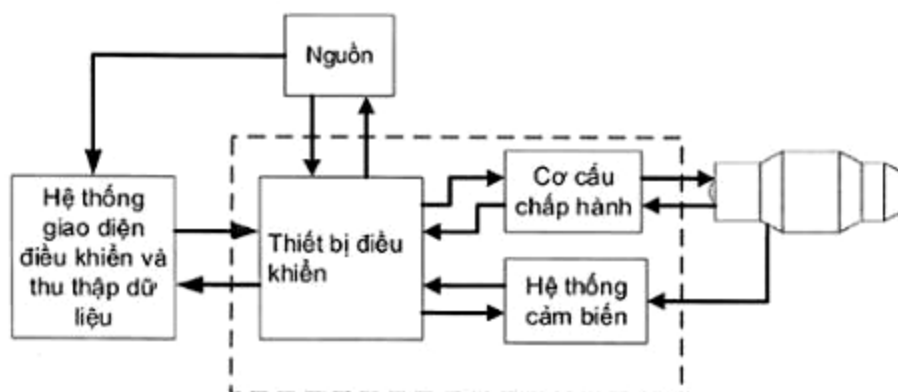 Nguồn
Hệ thống
giao diện
điều khiển và
thu thập dữ
liệu
Thiết bị điều
khiển
Cơ cấu
chấp hành
Hệ thống
cảm biến